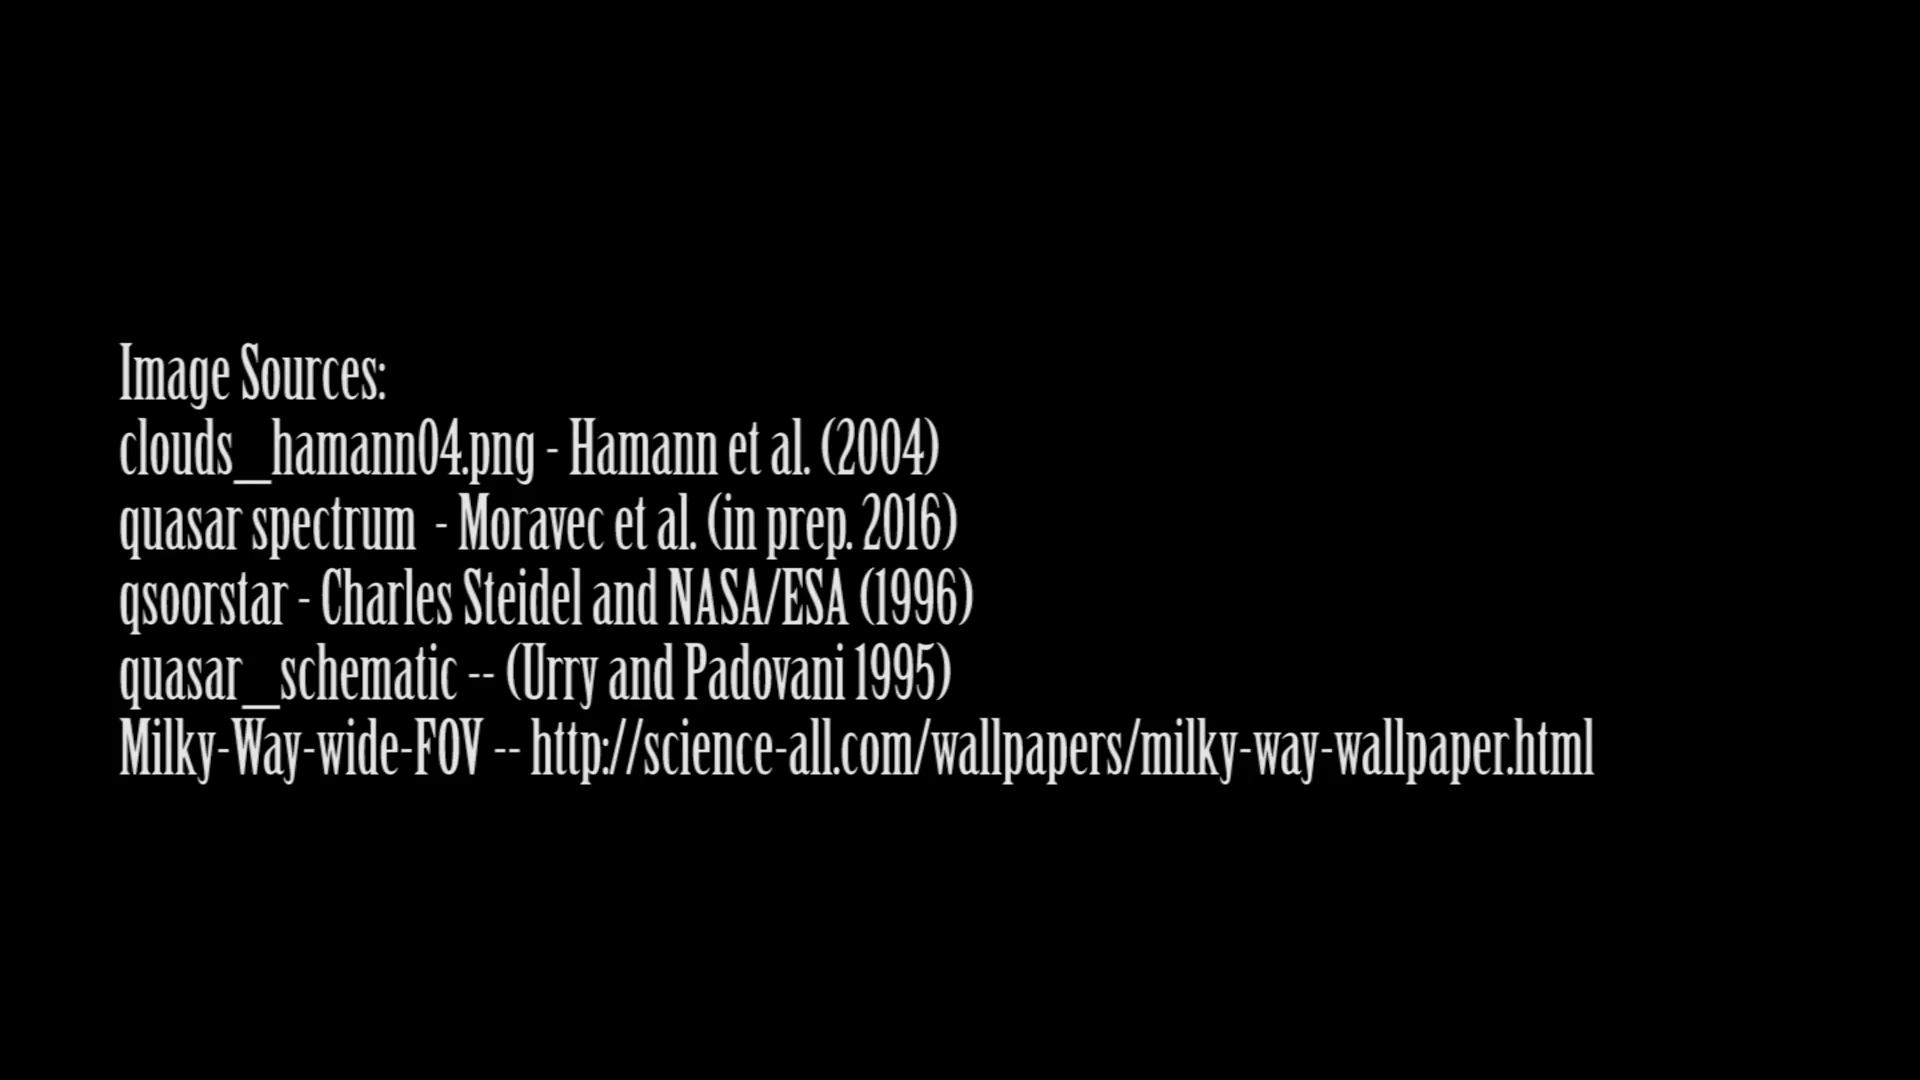 Image Sources:
clouds_hamann04.png - Hamann et al. (2004)
quasar spectrum  - Moravec et al. (in prep. 2016)
qsoorstar - Charles Steidel and NASA/ESA (1996)
quasar_schematic -- (Urry and Padovani 1995)
Milky-Way-wide-FOV -- http://science-all.com/wallpapers/milky-way-wallpaper.html